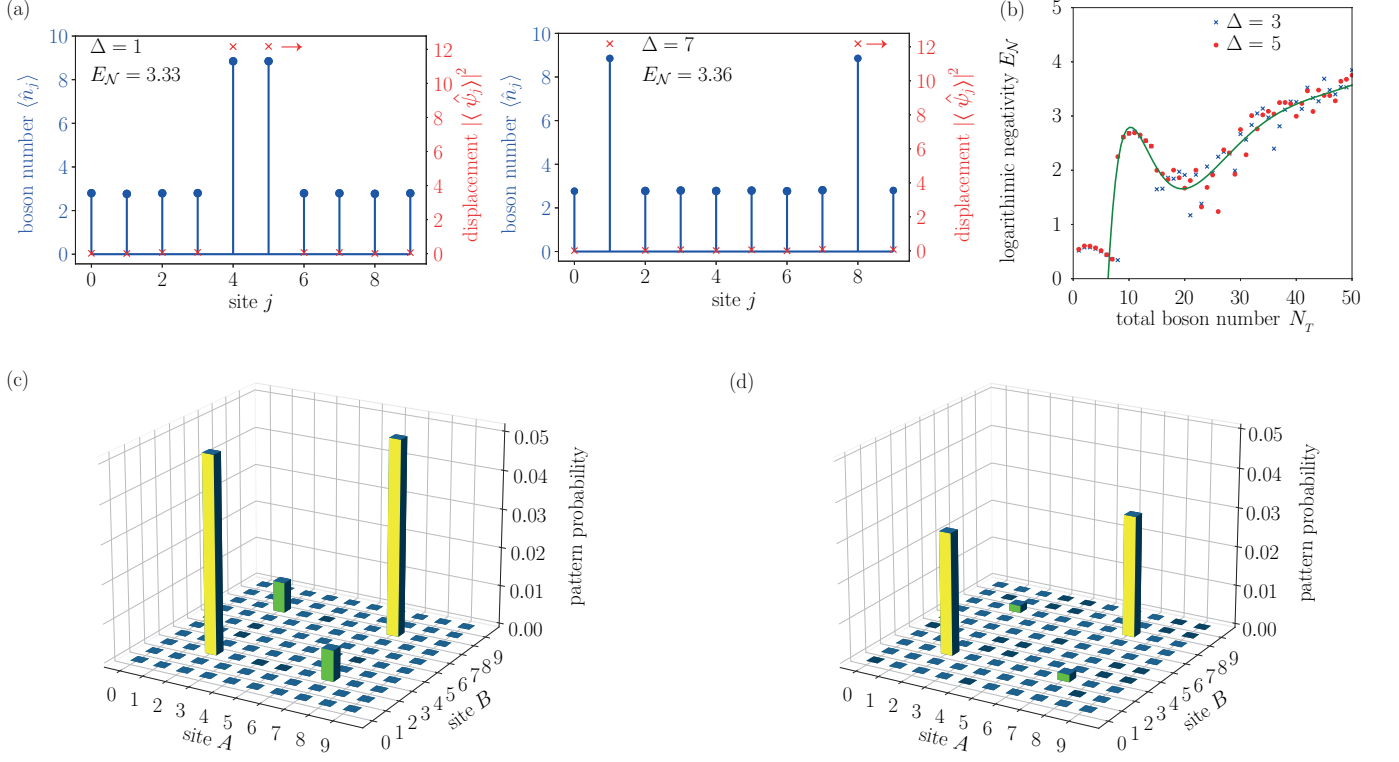 (a)
Δ = 1
E_𝒩 = 3.33
boson number ⟨n̂_j⟩
10
8
6
4
2
0
0 2 4 6 8
site j
12
10
8
6
4
2
0
displacement |⟨ψ̂_j⟩|²
Δ = 7
E_𝒩 = 3.36
boson number ⟨n̂_j⟩
10
8
6
4
2
0
0 2 4 6 8
site j
12
10
8
6
4
2
0
displacement |⟨ψ̂_j⟩|²
(b)
Δ = 3
Δ = 5
logarithmic negativity E_𝒩
5
4
3
2
1
0
0 10 20 30 40 50
total boson number N_T
(c)
0.05
0.04
0.03
0.02
0.01
0.00
pattern probability
0 1 2 3 4 5 6 7 8 9
site A
0 1 2 3 4 5 6 7 8 9
site B
(d)
0.05
0.04
0.03
0.02
0.01
0.00
pattern probability
0 1 2 3 4 5 6 7 8 9
site A
0 1 2 3 4 5 6 7 8 9
site B